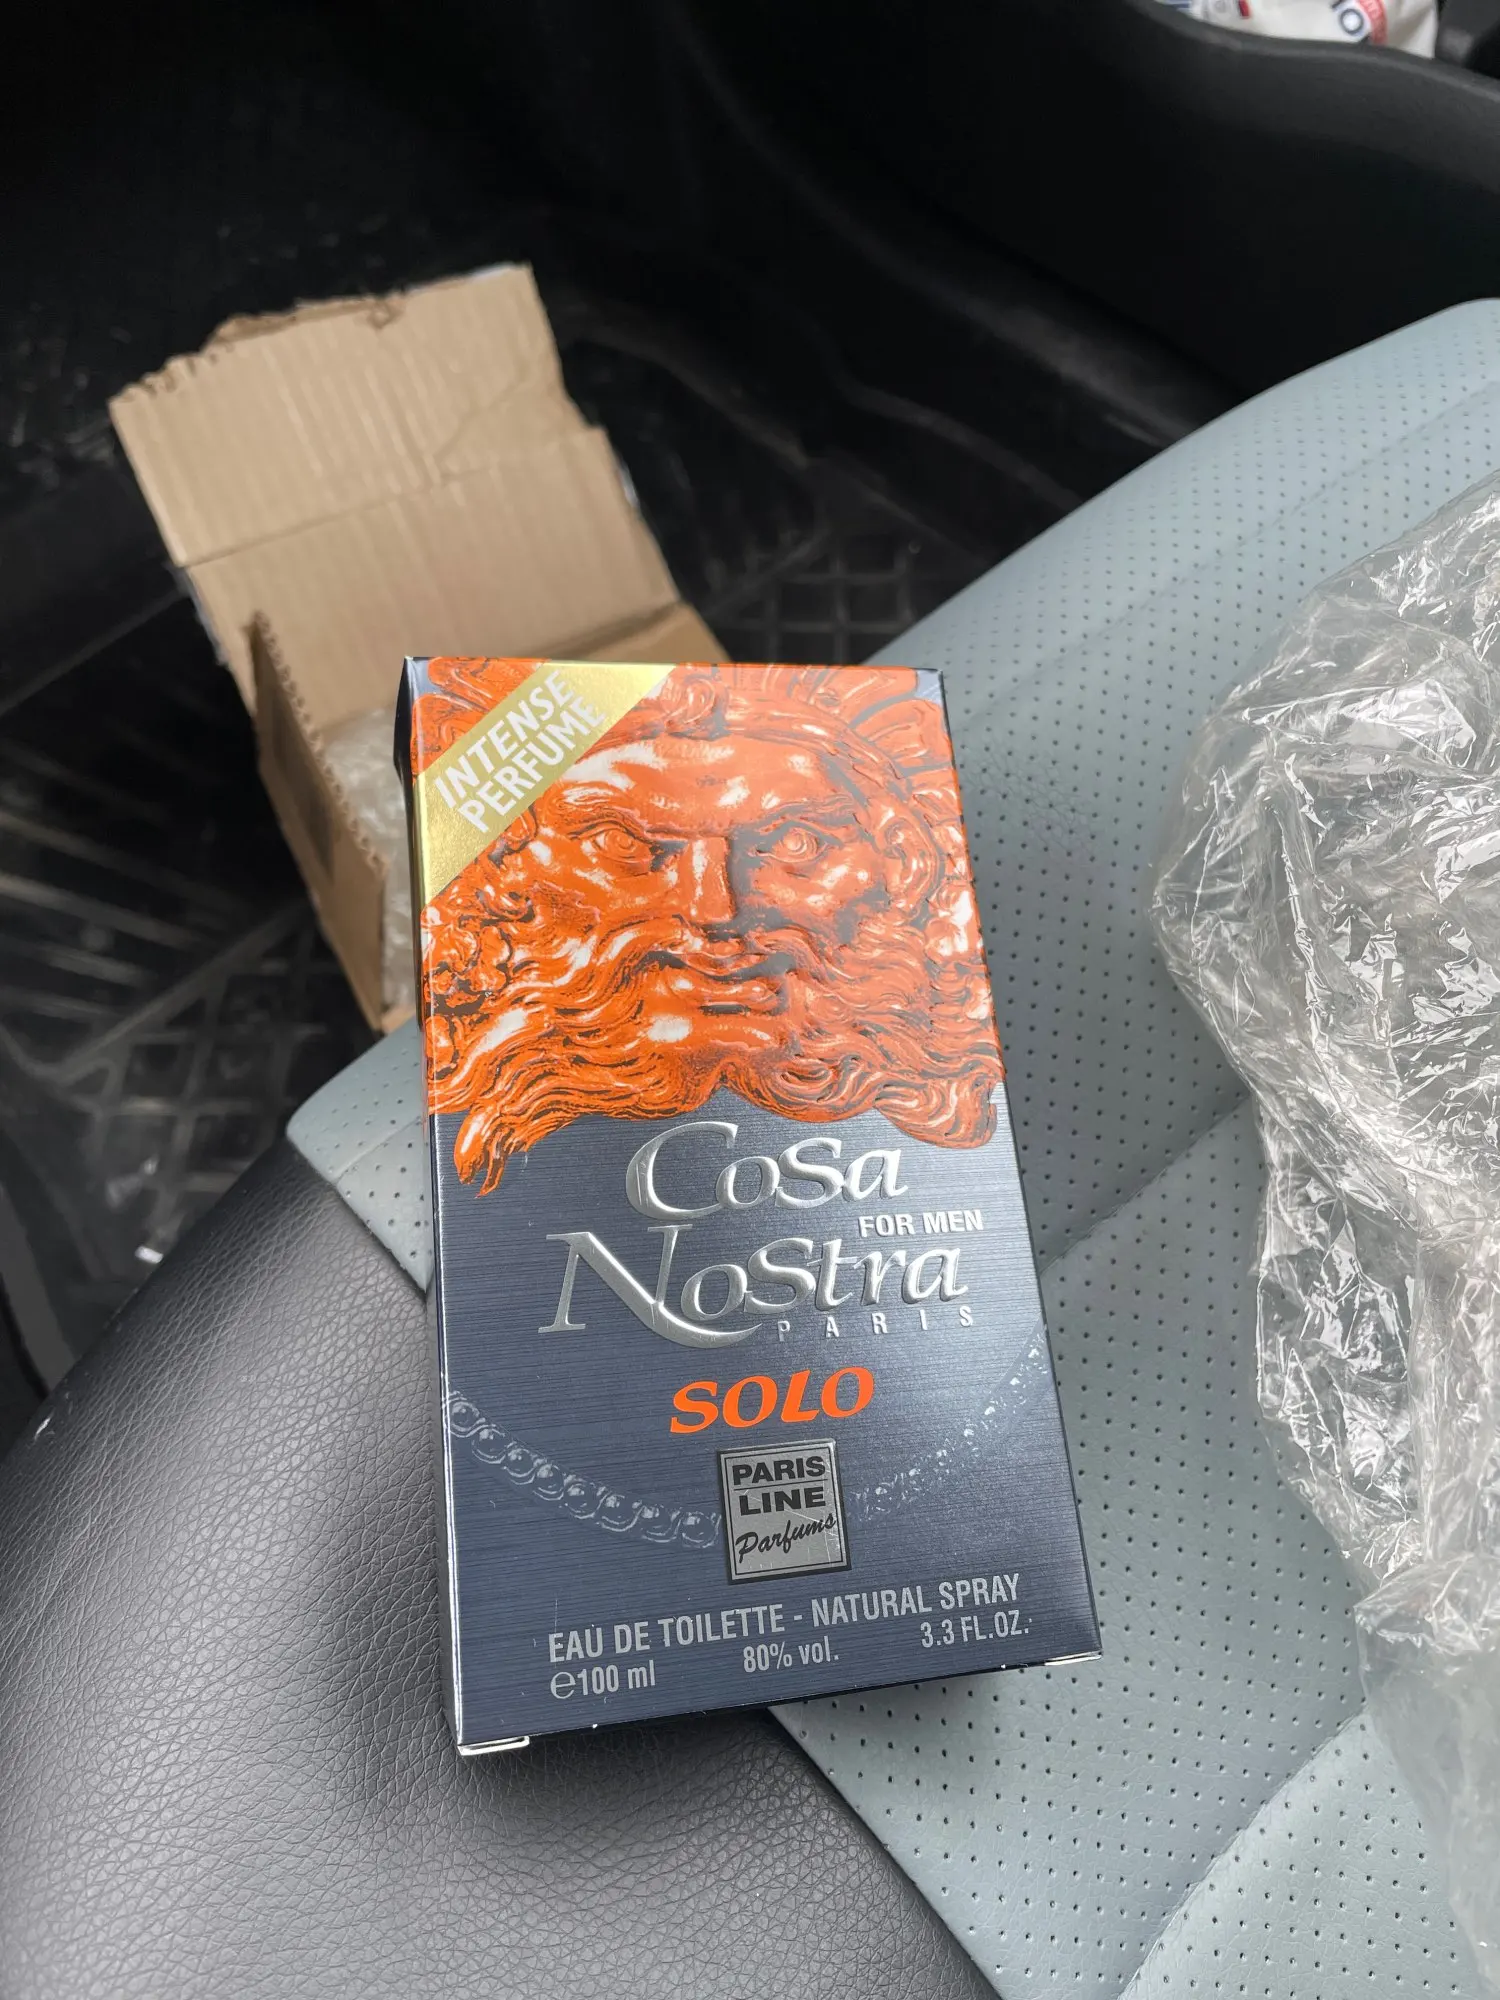 INTENSE
PERFUME
CoSa
FOR MEN
NoStra
PARIS
SOLO
PARIS
LINE
Parfums
EAU DE TOILETTE - NATURAL SPRAY
℮100 ml 80% vol. 3.3 FL.OZ.